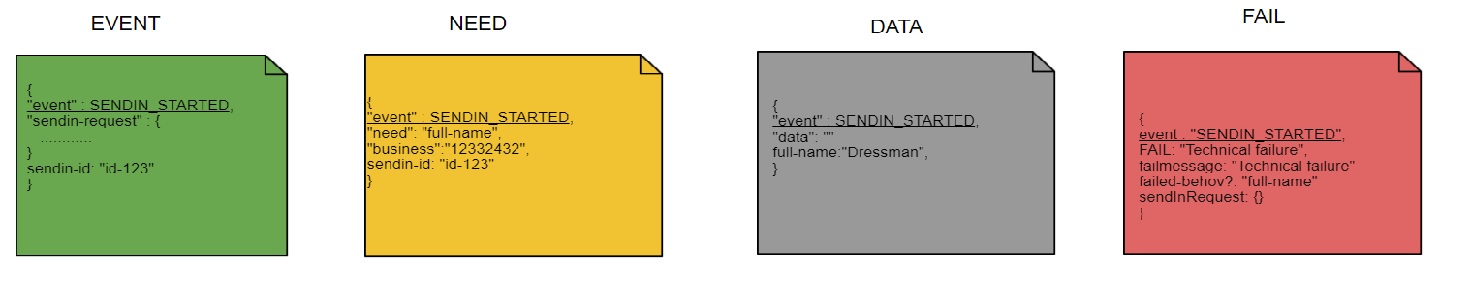 EVENT
{
"event" : SENDIN_STARTED,
"sendin-request" : {
............
}
sendin-id: "id-123"
}
NEED
{
"event" : SENDIN_STARTED,
"need": "full-name",
"business":"12332432",
sendin-id: "id-123"
}
DATA
{
"event" : SENDIN_STARTED,
"data": ""
full-name:"Dressman",
}
FAIL
{
event : "SENDIN_STARTED",
FAIL: "Technical failure",
failmessage: "Technical failure"
failed-behov?: "full-name"
sendInRequest: {}
}